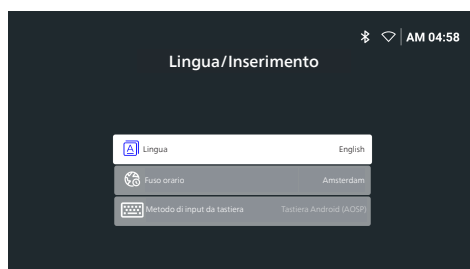 AM 04:58
Lingua/Inserimento
Lingua English
Fuso orario Amsterdam
Metodo di input da tastiera Tastiera Android (AOSP)